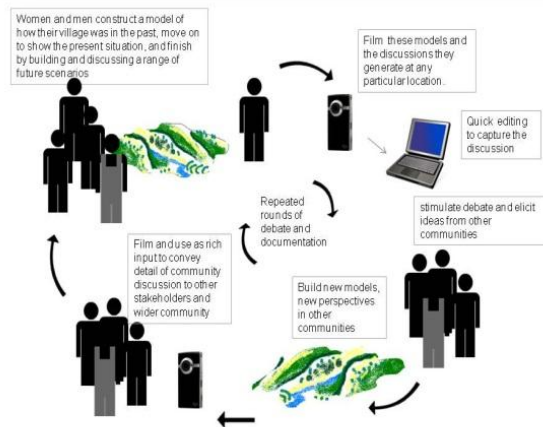 Women and men construct a model of
how their village was in the past, move on
to show the present situation, and finish
by building and discussing a range of
future scenarios
Film these models and
the discussions they
generate at any
particular location.
Quick editing
to capture the
discussion
stimulate debate and elicit
ideas from other
communities
Repeated
rounds of
debate and
documentation
Build new models,
new perspectives
in other
communities
Film and use as rich
input to convey
detail of community
discussion to other
stakeholders and
wider community